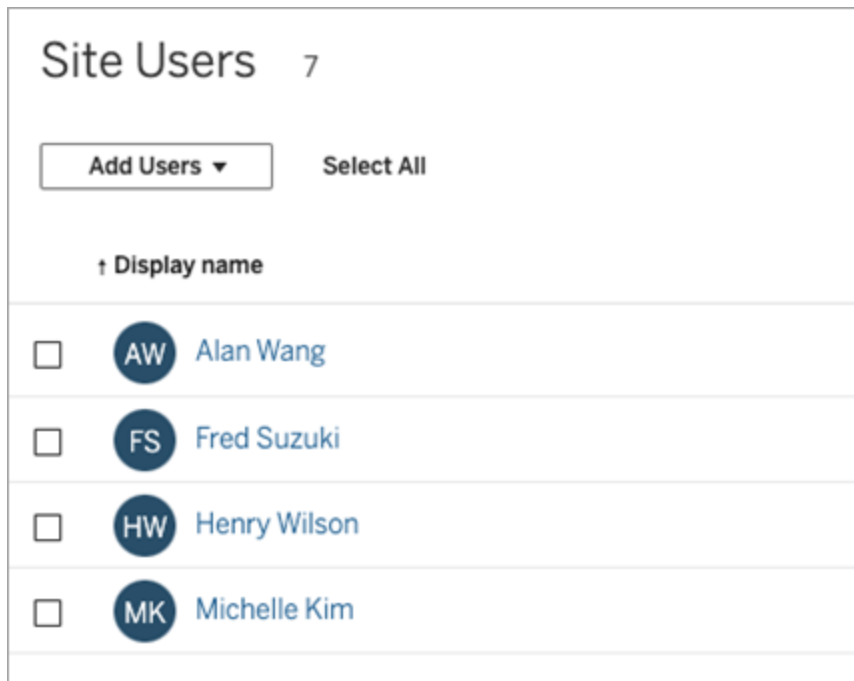 Site Users 7
Add Users ▾ Select All
↑ Display name
AW Alan Wang
FS Fred Suzuki
HW Henry Wilson
MK Michelle Kim